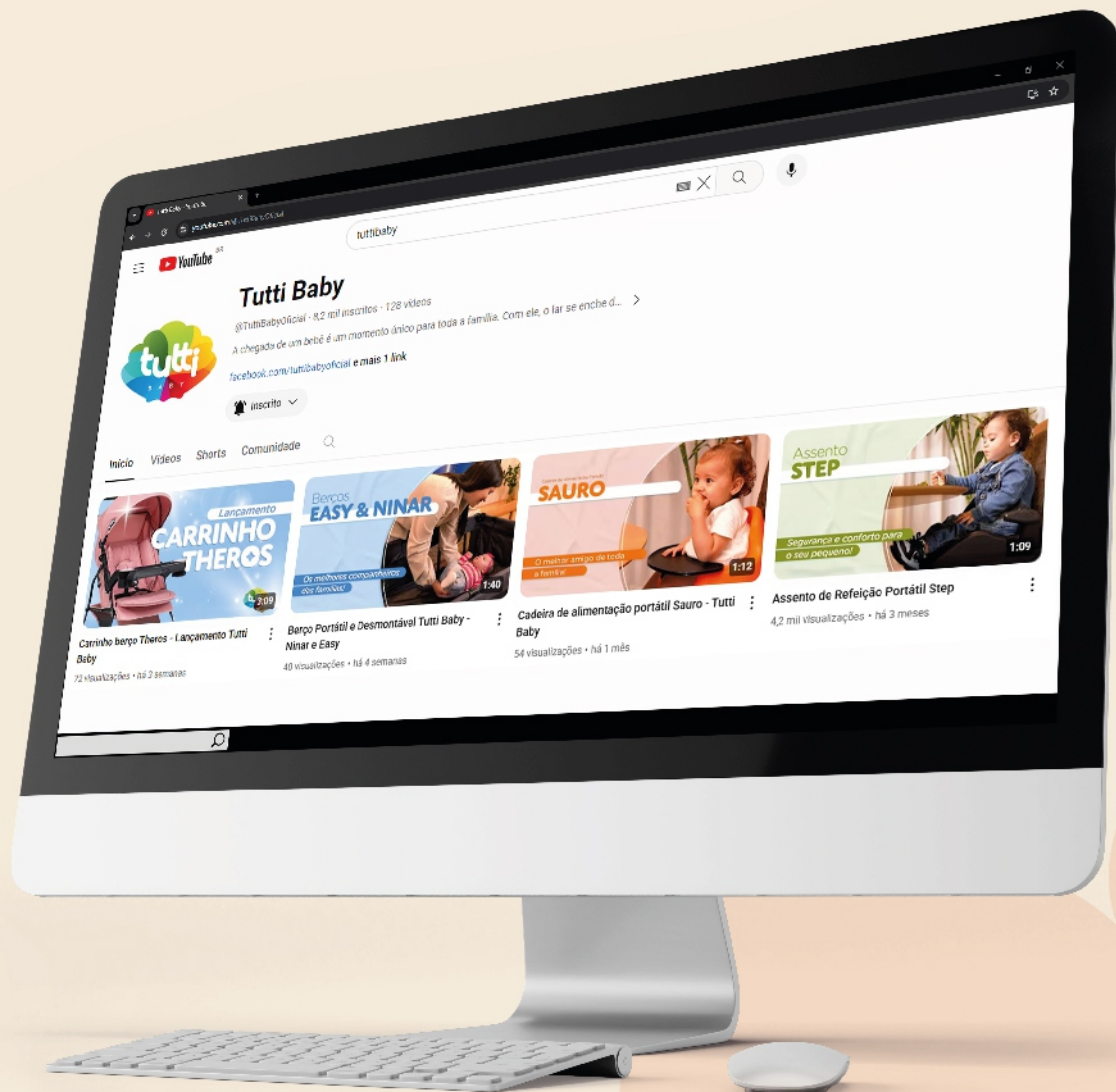 YouTube BR
tuttibaby
Tutti Baby
@TuttiBabyOficial · 8,2 mil inscritos · 128 vídeos
A chegada de um bebê é um momento único para toda a família. Com ele, o lar se enche d...
facebook.com/tuttibabyoficial e mais 1 link
tutti
BABY
Inscrito
Início
Vídeos
Shorts
Comunidade
Lançamento
CARRINHO
THEROS
3:09
Carrinho berço Theros - Lançamento Tutti
Baby
72 visualizações • há 3 semanas
Berços
EASY & NINAR
Os melhores companheiros
das famílias!
1:40
Berço Portátil e Desmontável Tutti Baby -
Ninar e Easy
40 visualizações • há 4 semanas
SAURO
O melhor amigo de toda
a família!
1:12
Cadeira de alimentação portátil Sauro - Tutti
Baby
54 visualizações • há 1 mês
Assento
STEP
Segurança e conforto para
o seu pequeno!
1:09
Assento de Refeição Portátil Step
4,2 mil visualizações • há 3 meses